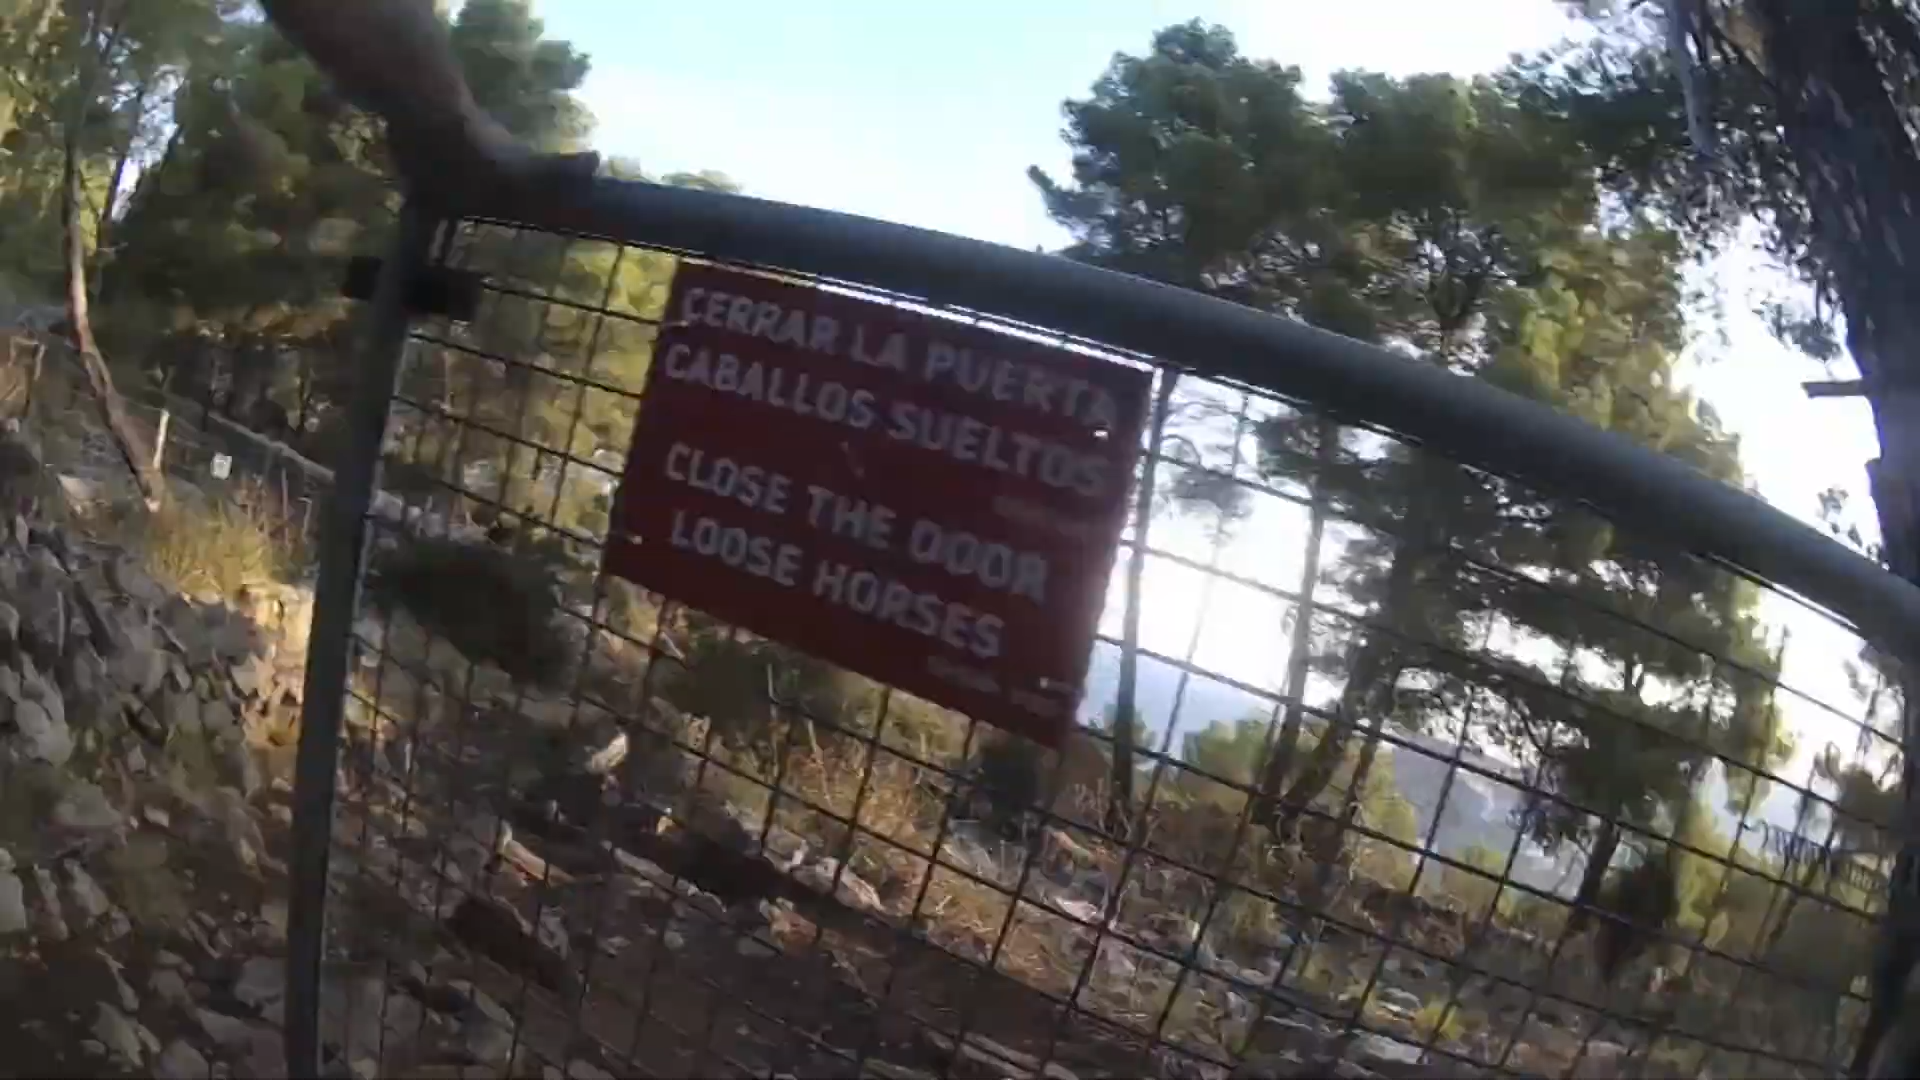 CERRAR LA PUERTA
CABALLOS SUELTOS
CLOSE THE DOOR
LOOSE HORSES